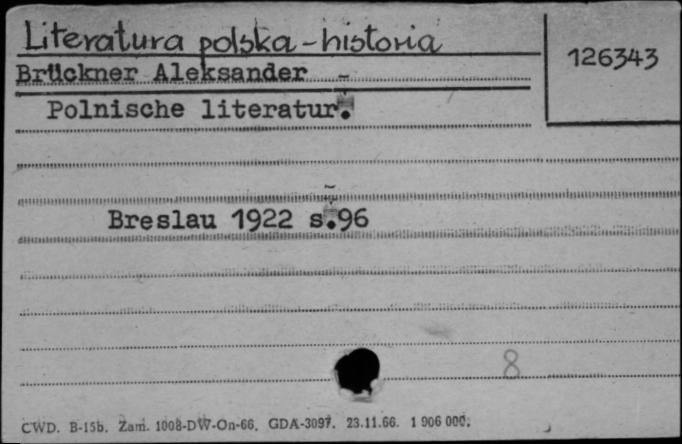 Literatura polska - historia
126343
Brückner Aleksander
Polnische literatur.
Breslau 1922 s.96
8
CWD. B-15b. Zam. 1008-DW-On-66. GDA-3097. 23.11.66. 1 906 000.